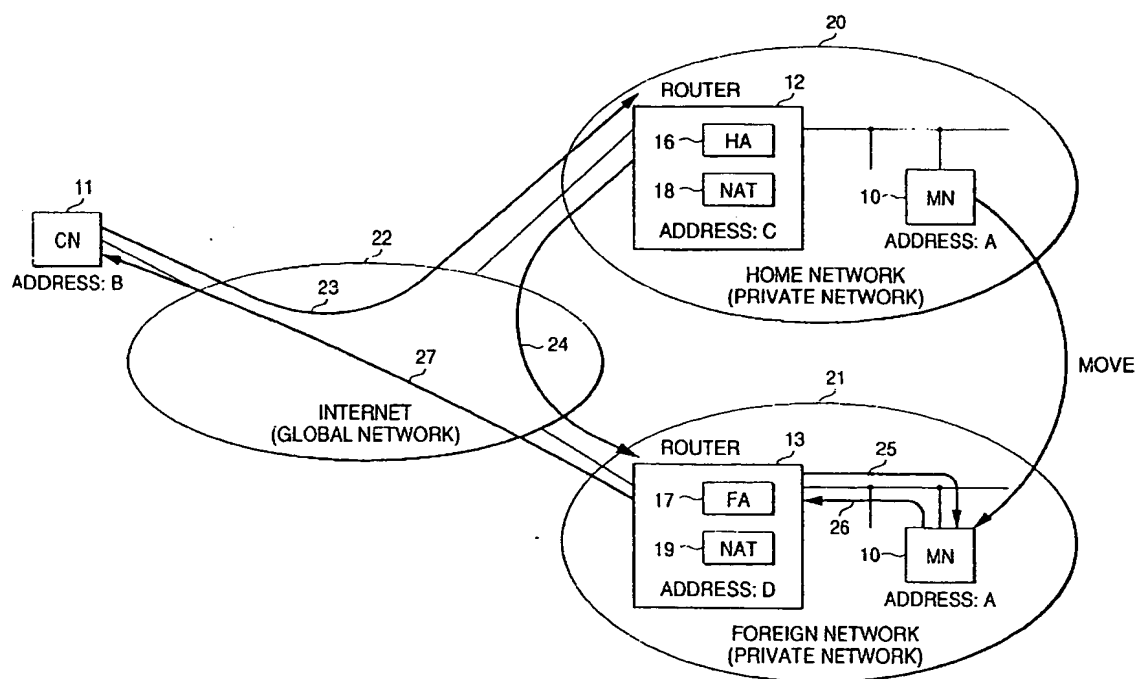 20
ROUTER
12
16
HA
18
NAT
10
MN
ADDRESS: C
ADDRESS: A
HOME NETWORK
(PRIVATE NETWORK)
11
CN
ADDRESS: B
22
23
24
27
INTERNET
(GLOBAL NETWORK)
MOVE
21
ROUTER
13
25
17
FA
26
19
NAT
10
MN
ADDRESS: D
ADDRESS: A
FOREIGN NETWORK
(PRIVATE NETWORK)